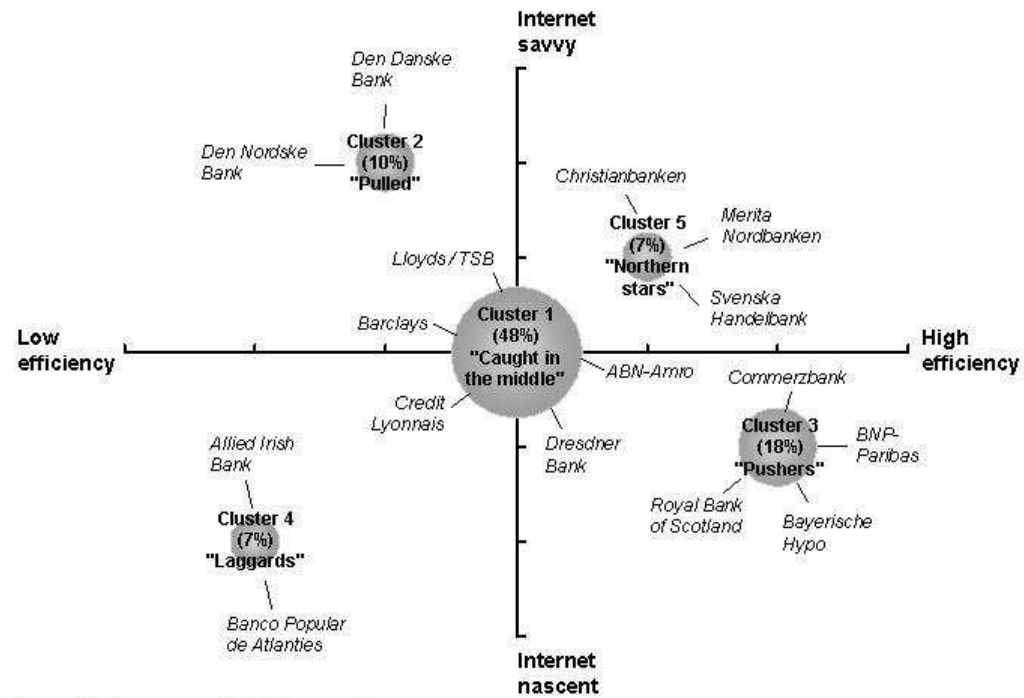 Internet
savvy
Den Danske
Bank
Cluster 2
(10%)
"Pulled"
Den Nordske
Bank
Christianbanken
Cluster 5
(7%)
"Northern
stars"
Merita
Nordbanken
Svenska
Handelbank
Lloyds / TSB
Barclays
Cluster 1
(48%)
"Caught in
the middle"
Low
efficiency
High
efficiency
ABN-Amro
Credit
Lyonnais
Dresdner
Bank
Commerzbank
Cluster 3
(18%)
"Pushers"
BNP-
Paribas
Royal Bank
of Scotland
Bayerische
Hypo
Allied Irish
Bank
Cluster 4
(7%)
"Laggards"
Banco Popular
de Atlanties
Internet
nascent